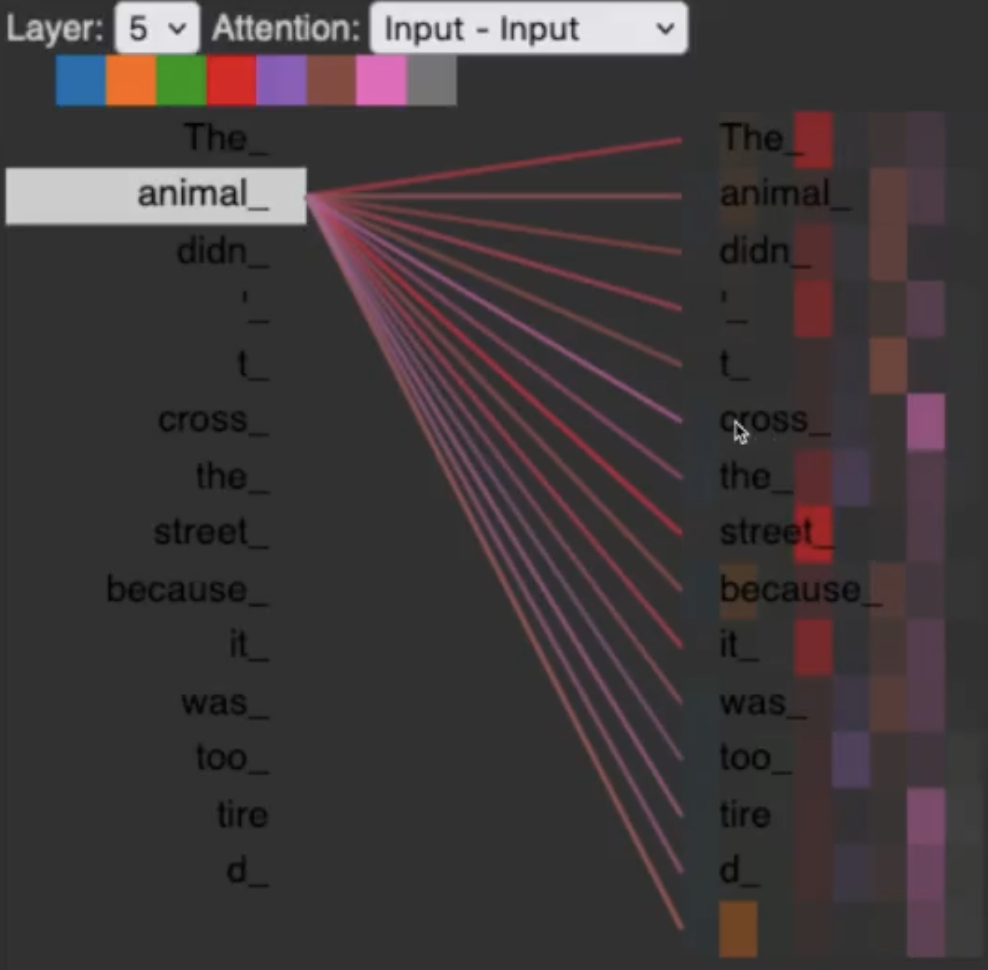 Layer: 5 Attention: Input - Input
The_ The_
animal_ animal_
didn_ didn_
'_ '_
t_ t_
cross_ cross_
the_ the_
street_ street_
because_ because_
it_ it_
was_ was_
too_ too_
tire tire
d_ d_